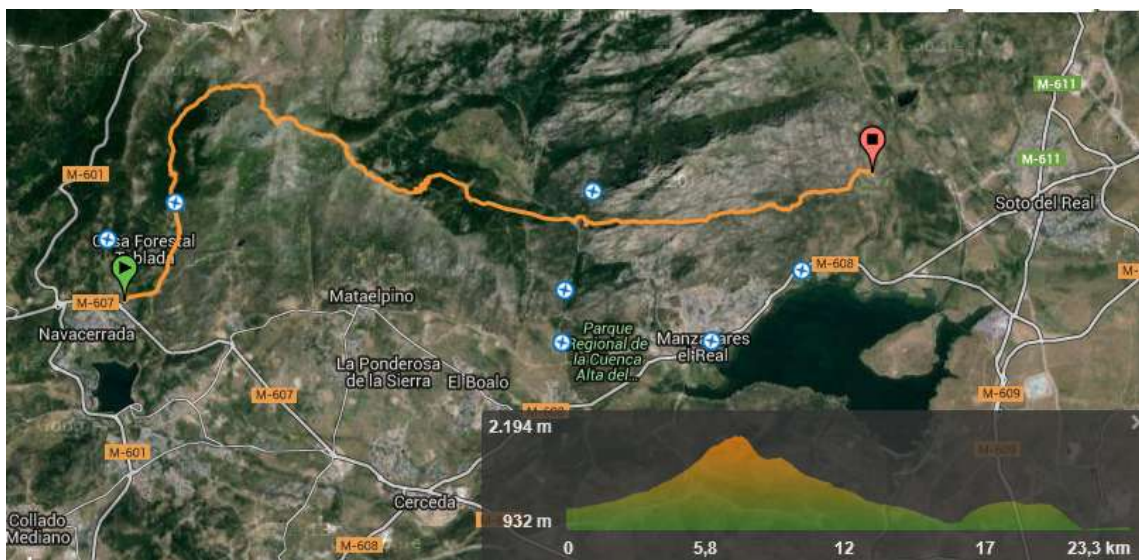 M-611
M-601
M-611
Soto del Real
Casa Forestal
Tablada
M-608
M-607
Mataelpino
Navacerrada
Parque
Regional de
la Cuenca
Alta del...
Manzanares
el Real
La Ponderosa
de la Sierra
El Boalo
M-607
M-609
2.194 m
M-601
M-609
Cerceda
932 m
Collado
Mediano
M-608
0
5,8
12
17
23,3 km